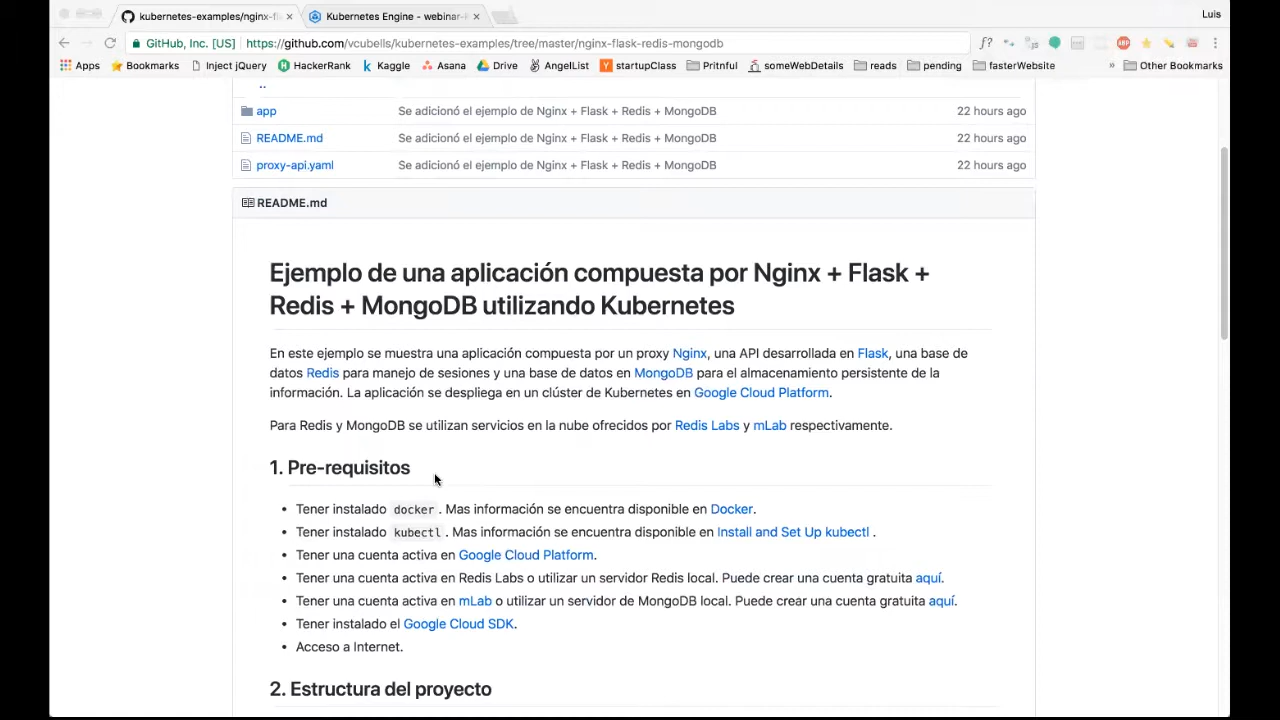 kubernetes-examples/nginx-fl
Kubernetes Engine - webinar-
Luis
GitHub, Inc. [US]
https://github.com/vcubells/kubernetes-examples/tree/master/nginx-flask-redis-mongodb
Apps
Bookmarks
Inject jQuery
HackerRank
Kaggle
Asana
Drive
AngelList
startupClass
Pritnful
someWebDetails
reads
pending
fasterWebsite
»
Other Bookmarks
..
app Se adicionó el ejemplo de Nginx + Flask + Redis + MongoDB 22 hours ago
README.md Se adicionó el ejemplo de Nginx + Flask + Redis + MongoDB 22 hours ago
proxy-api.yaml Se adicionó el ejemplo de Nginx + Flask + Redis + MongoDB 22 hours ago
README.md
Ejemplo de una aplicación compuesta por Nginx + Flask +
Redis + MongoDB utilizando Kubernetes
En este ejemplo se muestra una aplicación compuesta por un proxy Nginx, una API desarrollada en Flask, una base de
datos Redis para manejo de sesiones y una base de datos en MongoDB para el almacenamiento persistente de la
información. La aplicación se despliega en un clúster de Kubernetes en Google Cloud Platform.
Para Redis y MongoDB se utilizan servicios en la nube ofrecidos por Redis Labs y mLab respectivamente.
1. Pre-requisitos
• Tener instalado docker. Mas información se encuentra disponible en Docker.
• Tener instalado kubectl. Mas información se encuentra disponible en Install and Set Up kubectl .
• Tener una cuenta activa en Google Cloud Platform.
• Tener una cuenta activa en Redis Labs o utilizar un servidor Redis local. Puede crear una cuenta gratuita aquí.
• Tener una cuenta activa en mLab o utilizar un servidor de MongoDB local. Puede crear una cuenta gratuita aquí.
• Tener instalado el Google Cloud SDK.
• Acceso a Internet.
2. Estructura del proyecto